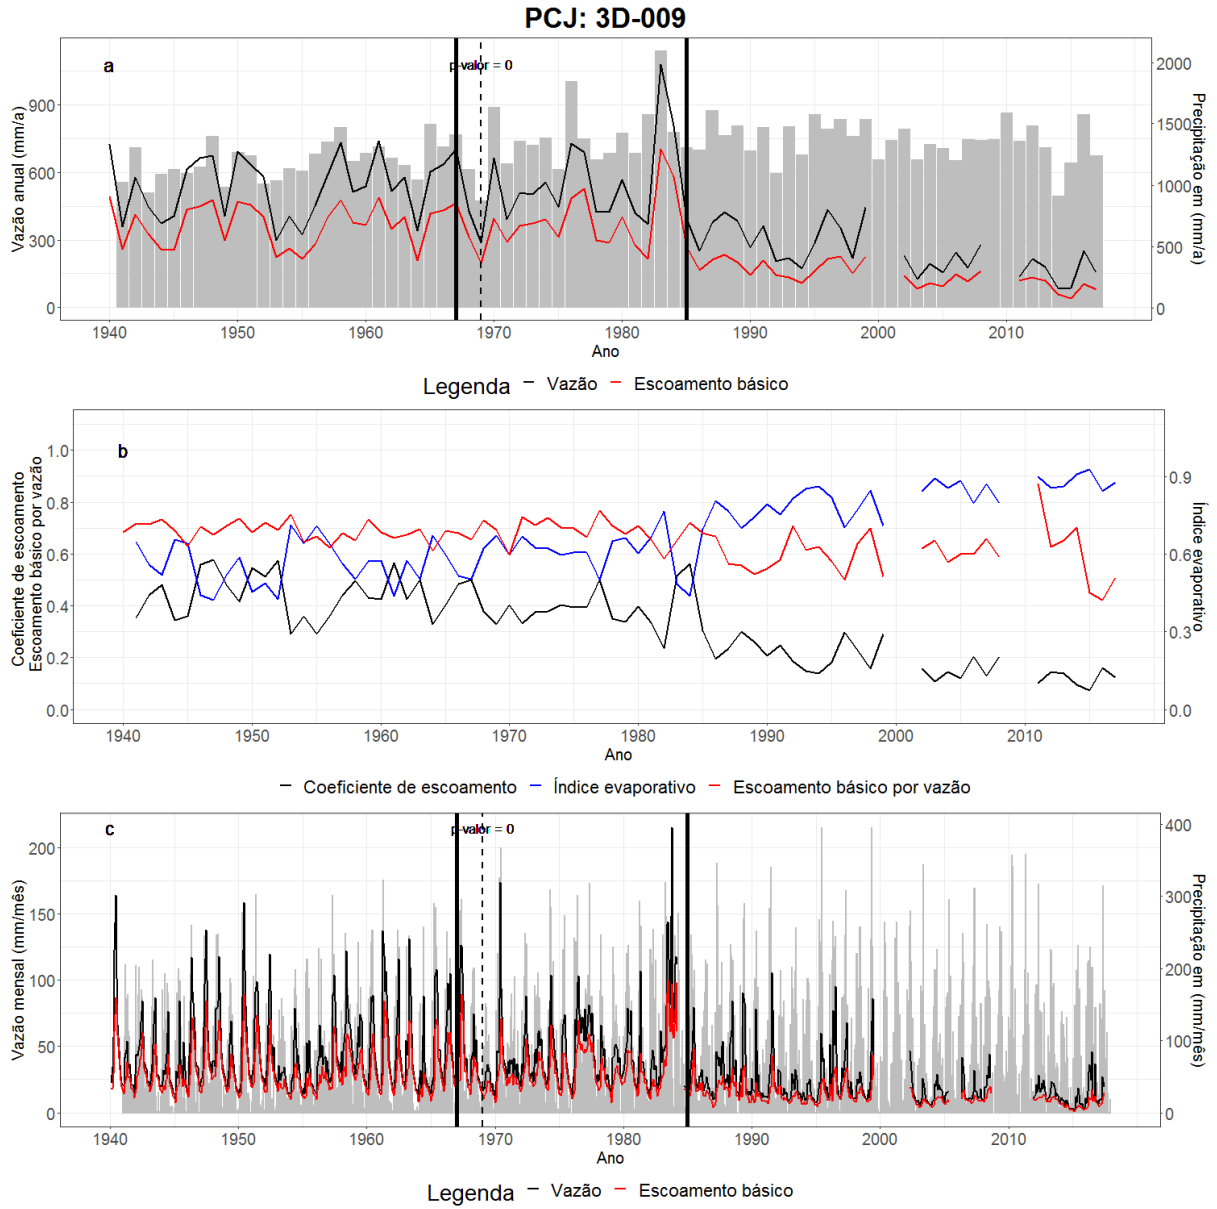 PCJ: 3D-009
a
p-valor = 0
900
600
300
0
2000
1500
1000
500
0
Vazão anual (mm/a)
Precipitação em (mm/a)
1940 1950 1960 1970 1980 1990 2000 2010
Ano
Legenda Vazão Escoamento básico
b
1.0
0.8
0.6
0.4
0.2
0.0
0.9
0.6
0.3
0.0
Coeficiente de escoamento
Escoamento básico por vazão
Índice evaporativo
1940 1950 1960 1970 1980 1990 2000 2010
Ano
Coeficiente de escoamento Índice evaporativo Escoamento básico por vazão
c
p-valor = 0
200
150
100
50
0
400
300
200
100
0
Vazão mensal (mm/mês)
Precipitação em (mm/mês)
1940 1950 1960 1970 1980 1990 2000 2010
Ano
Legenda Vazão Escoamento básico